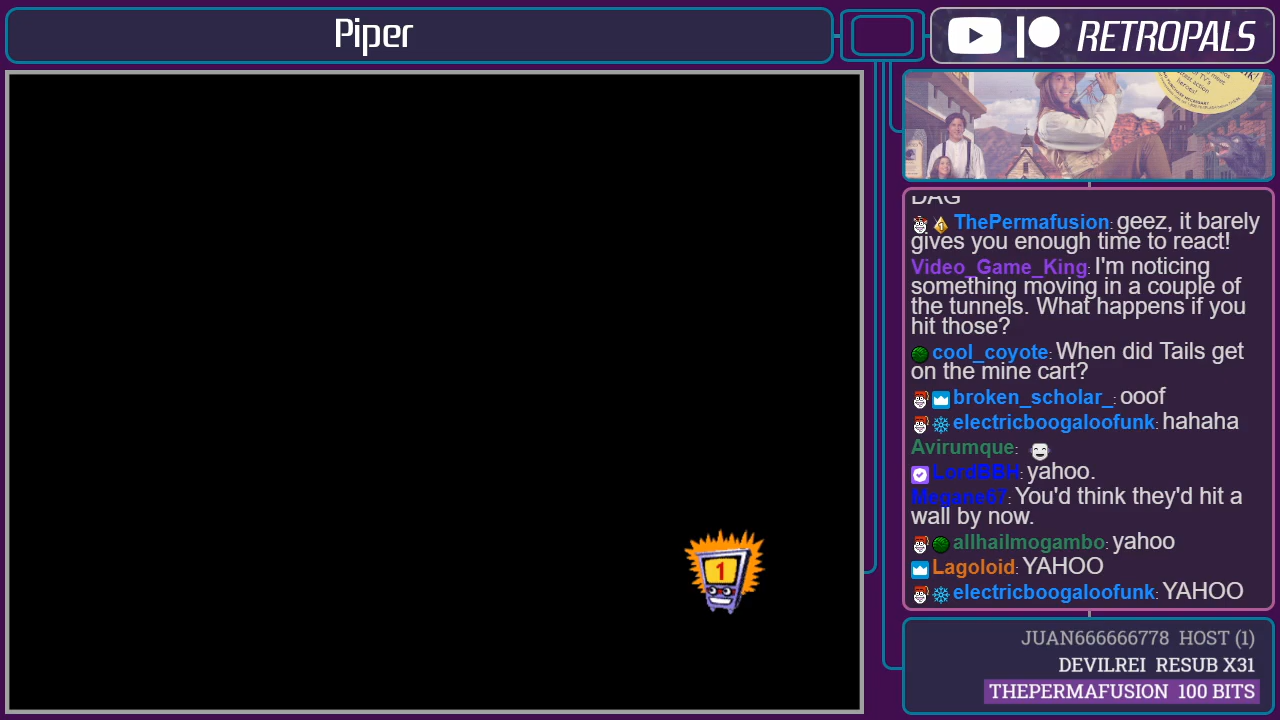 Piper
RETROPALS
DAG
ThePermafusion: geez, it barely
gives you enough time to react!
Video_Game_King: I'm noticing
something moving in a couple of
the tunnels. What happens if you
hit those?
cool_coyote: When did Tails get
on the mine cart?
broken_scholar_: ooof
electricboogaloofunk: hahaha
Avirumque:
LordBBH: yahoo.
Megane67: You'd think they'd hit a
wall by now.
allhailmogambo: yahoo
Lagoloid: YAHOO
electricboogaloofunk: YAHOO
1
JUAN666666778 HOST (1)
DEVILREI RESUB X31
THEPERMAFUSION 100 BITS